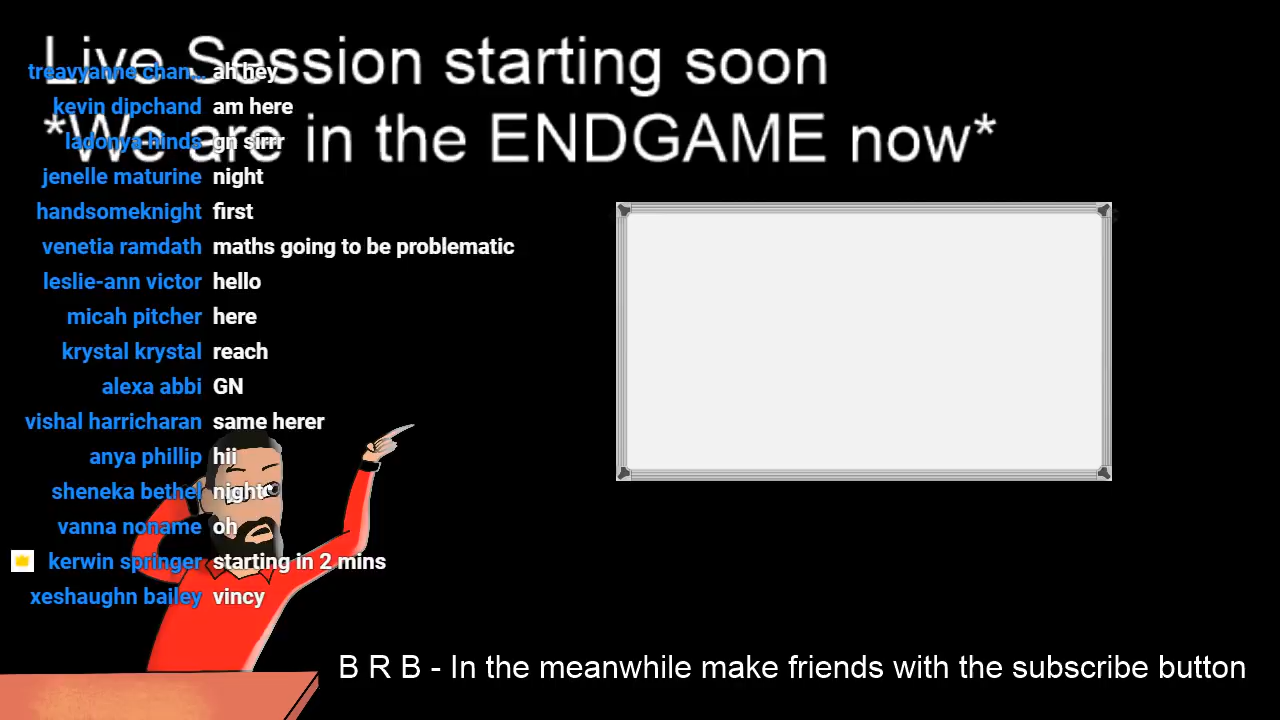 Live Session starting soon
*We are in the ENDGAME now*
treavyanne chan... ah hey
kevin dipchand am here
ladonya hinds gn sirrr
jenelle maturine night
handsomeknight first
venetia ramdath maths going to be problematic
leslie-ann victor hello
micah pitcher here
krystal krystal reach
alexa abbi GN
vishal harricharan same herer
anya phillip hii
sheneka bethel night
vanna noname oh
kerwin springer starting in 2 mins
xeshaughn bailey vincy
B R B - In the meanwhile make friends with the subscribe button